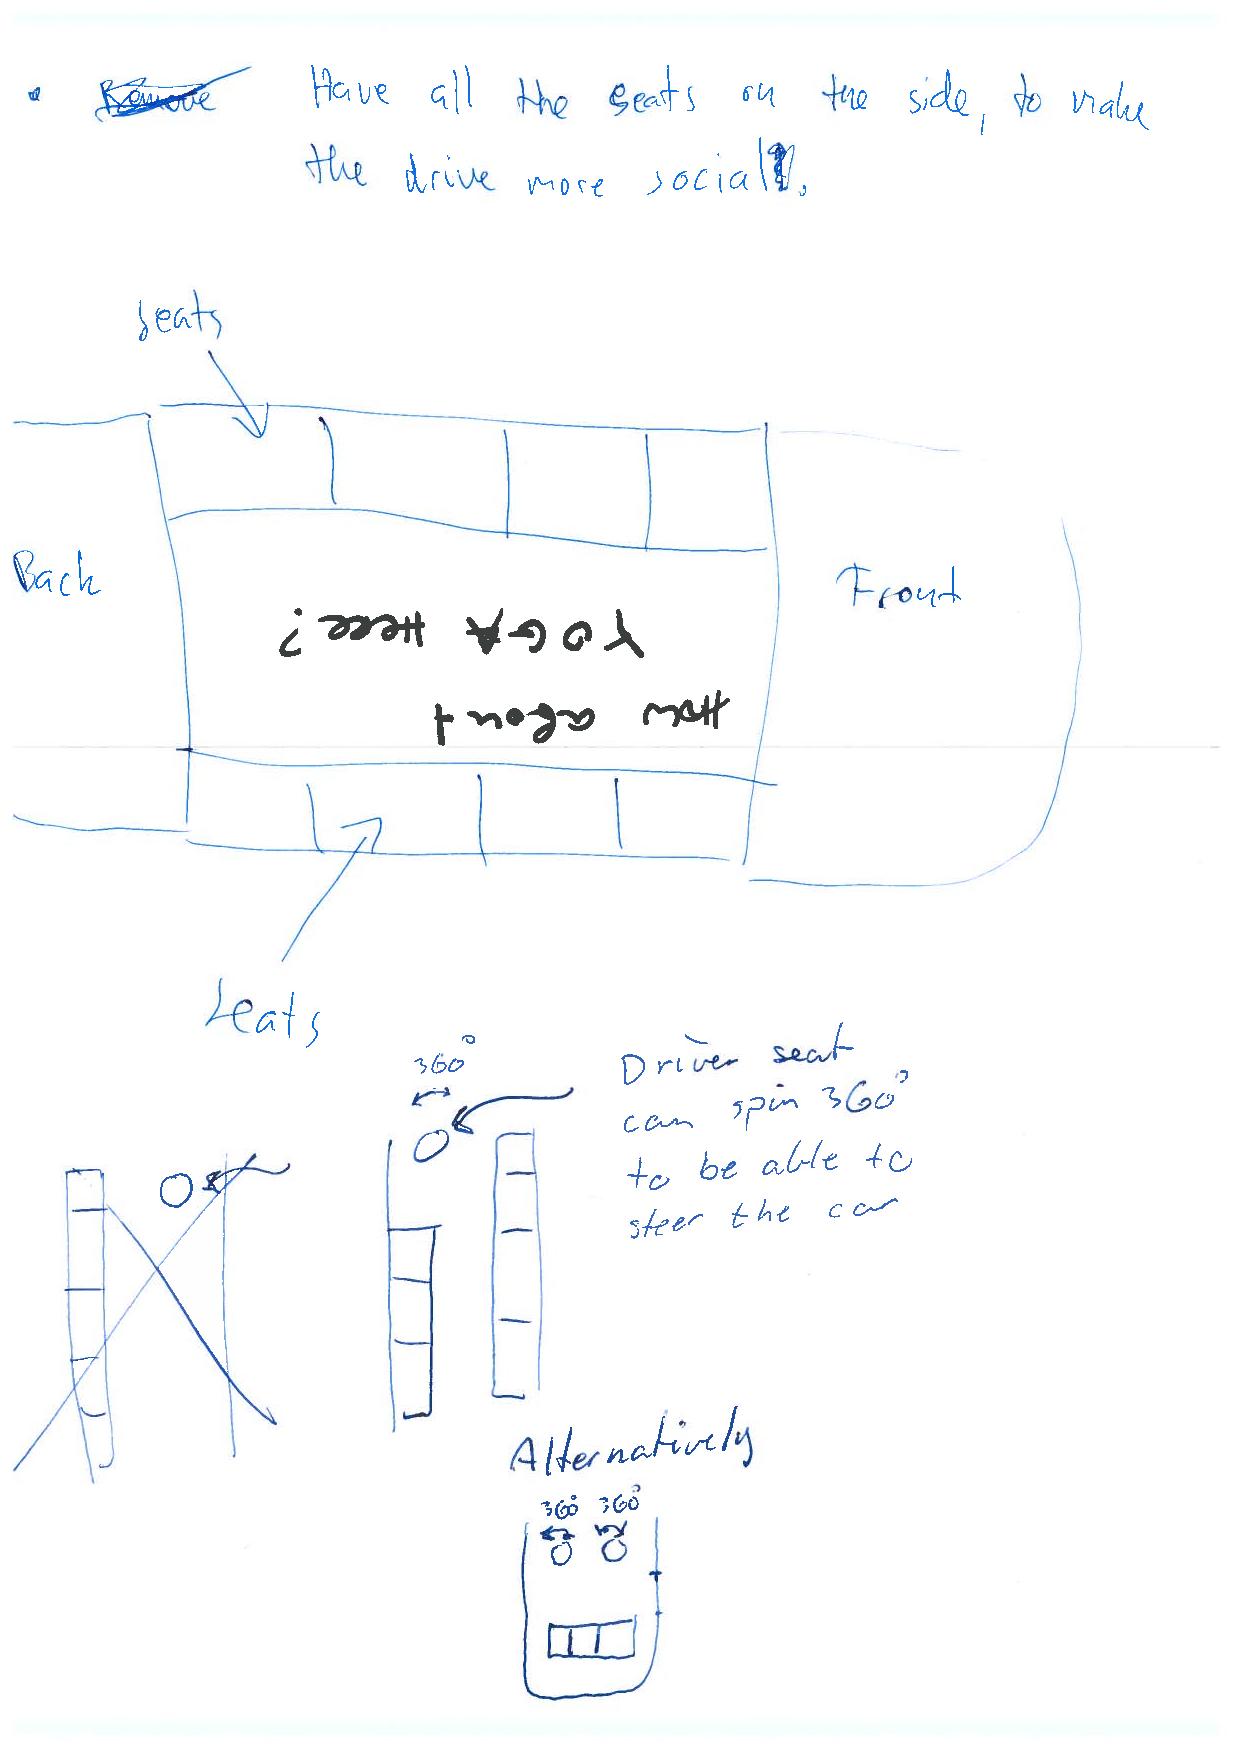 Remove Have all the seats on the side, to make
the drive more social.
seats
Back
Front
How about
YOGA HERE?
Seats
360°
Driver seat
can spin 360°
to be able to
steer the car
Alternatively
360° 360°